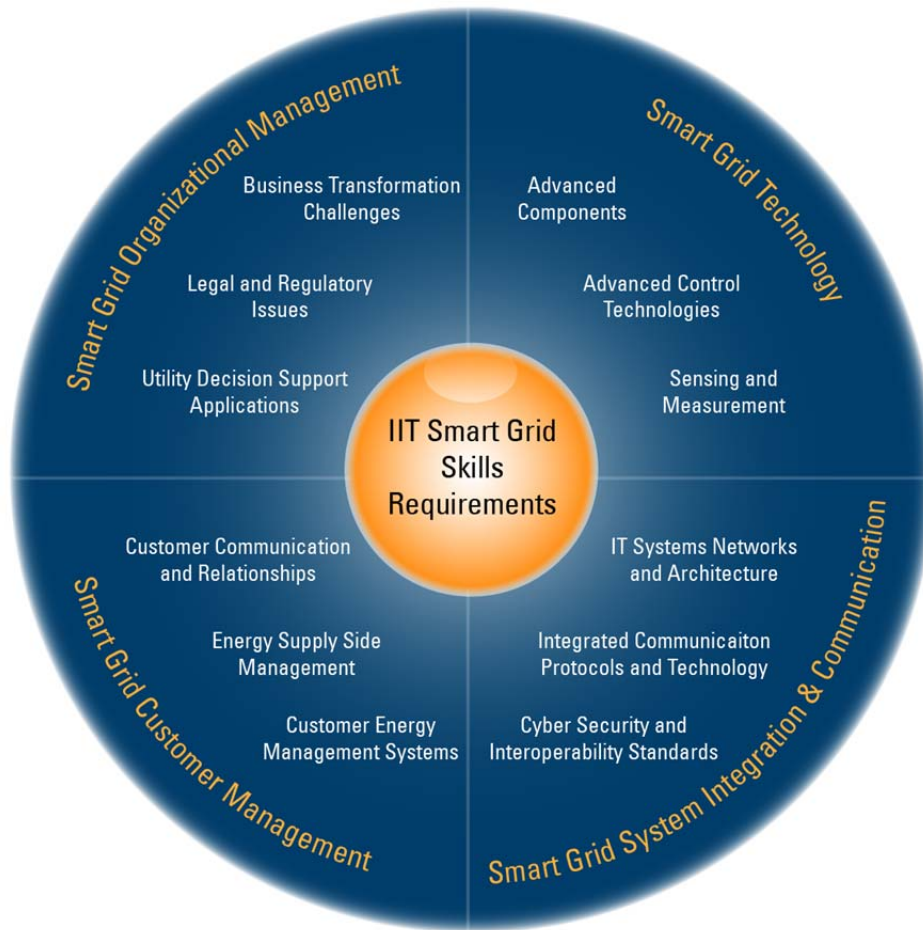 Smart Grid Organizational Management
Business Transformation
Challenges
Legal and Regulatory
Issues
Utility Decision Support
Applications
Smart Grid Technology
Advanced
Components
Advanced Control
Technologies
Sensing and
Measurement
IIT Smart Grid
Skills
Requirements
Smart Grid Customer Management
Customer Communication
and Relationships
Energy Supply Side
Management
Customer Energy
Management Systems
Smart Grid System Integration & Communication
IT Systems Networks
and Architecture
Integrated Communicaiton
Protocols and Technology
Cyber Security and
Interoperability Standards